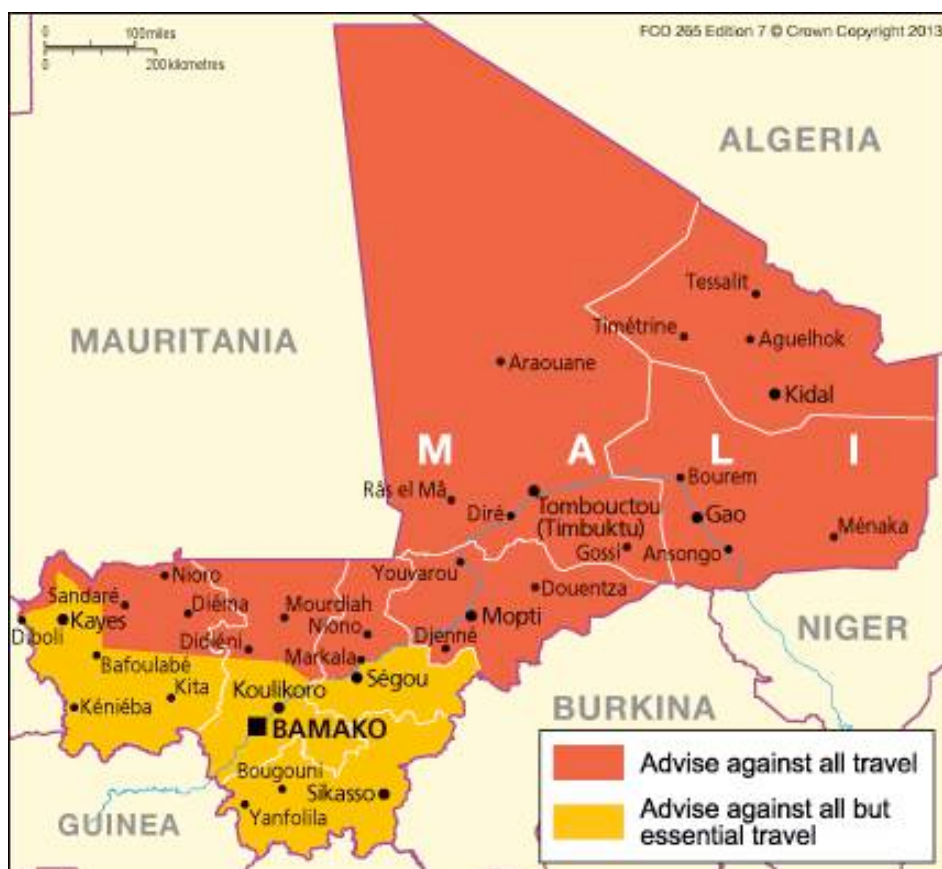 0 100miles
0 200 kilometres
FCO 265 Edition 7 © Crown Copyright 2013
ALGERIA
MAURITANIA
Tessalit
Timétrine
Aguelhok
Araouane
Kidal
M A L I
Râs el Mâ
Diré
Tombouctou
(Timbuktu)
Bourem
Gao
Gossi
Ansongo
Ménaka
Nioro
Youvarou
Douentza
Sandaré
Diéma
Mourdiah
Mopti
NIGER
Kayes
Niono
Djenné
Diboli
Didiéni
Markala
Bafoulabé
Ségou
Kita
Koulikoro
Kéniéba
BAMAKO
BURKINA
Bougouni
Sikasso
Yanfolila
GUINEA
Advise against all travel
Advise against all but
essential travel